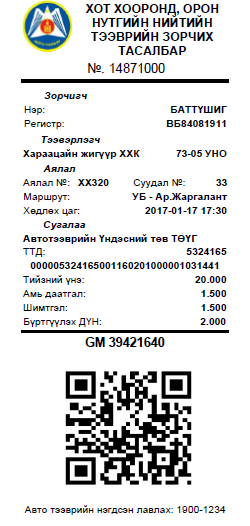 ХОТ ХООРОНД, ОРОН
НУТГИЙН НИЙТИЙН
ТЭЭВРИЙН ЗОРЧИХ
ТАСАЛБАР
№. 14871000
Зорчигч
Нэр: БАТТҮШИГ
Регистр: ВБ84081911
Тээвэрлэгч
Хараацайн жигүүр ХХК 73-05 УНО
Аялал
Аялал №: ХХ320 Суудал №: 33
Маршрут: УБ - Ар.Жаргалант
Хөдлөх цаг: 2017-01-17 17:30
Сугалаа
Автотээврийн Үндэсний төв ТӨҮГ
ТТД: 5324165
000005324165001160201000001031441
Тийзний үнэ: 20.000
Амь даатгал: 1.500
Шимтгэл: 1.500
Бүртгүүлэх ДҮН: 2.000
GM 39421640
Авто тээврийн нэгдсэн лавлах: 1900-1234